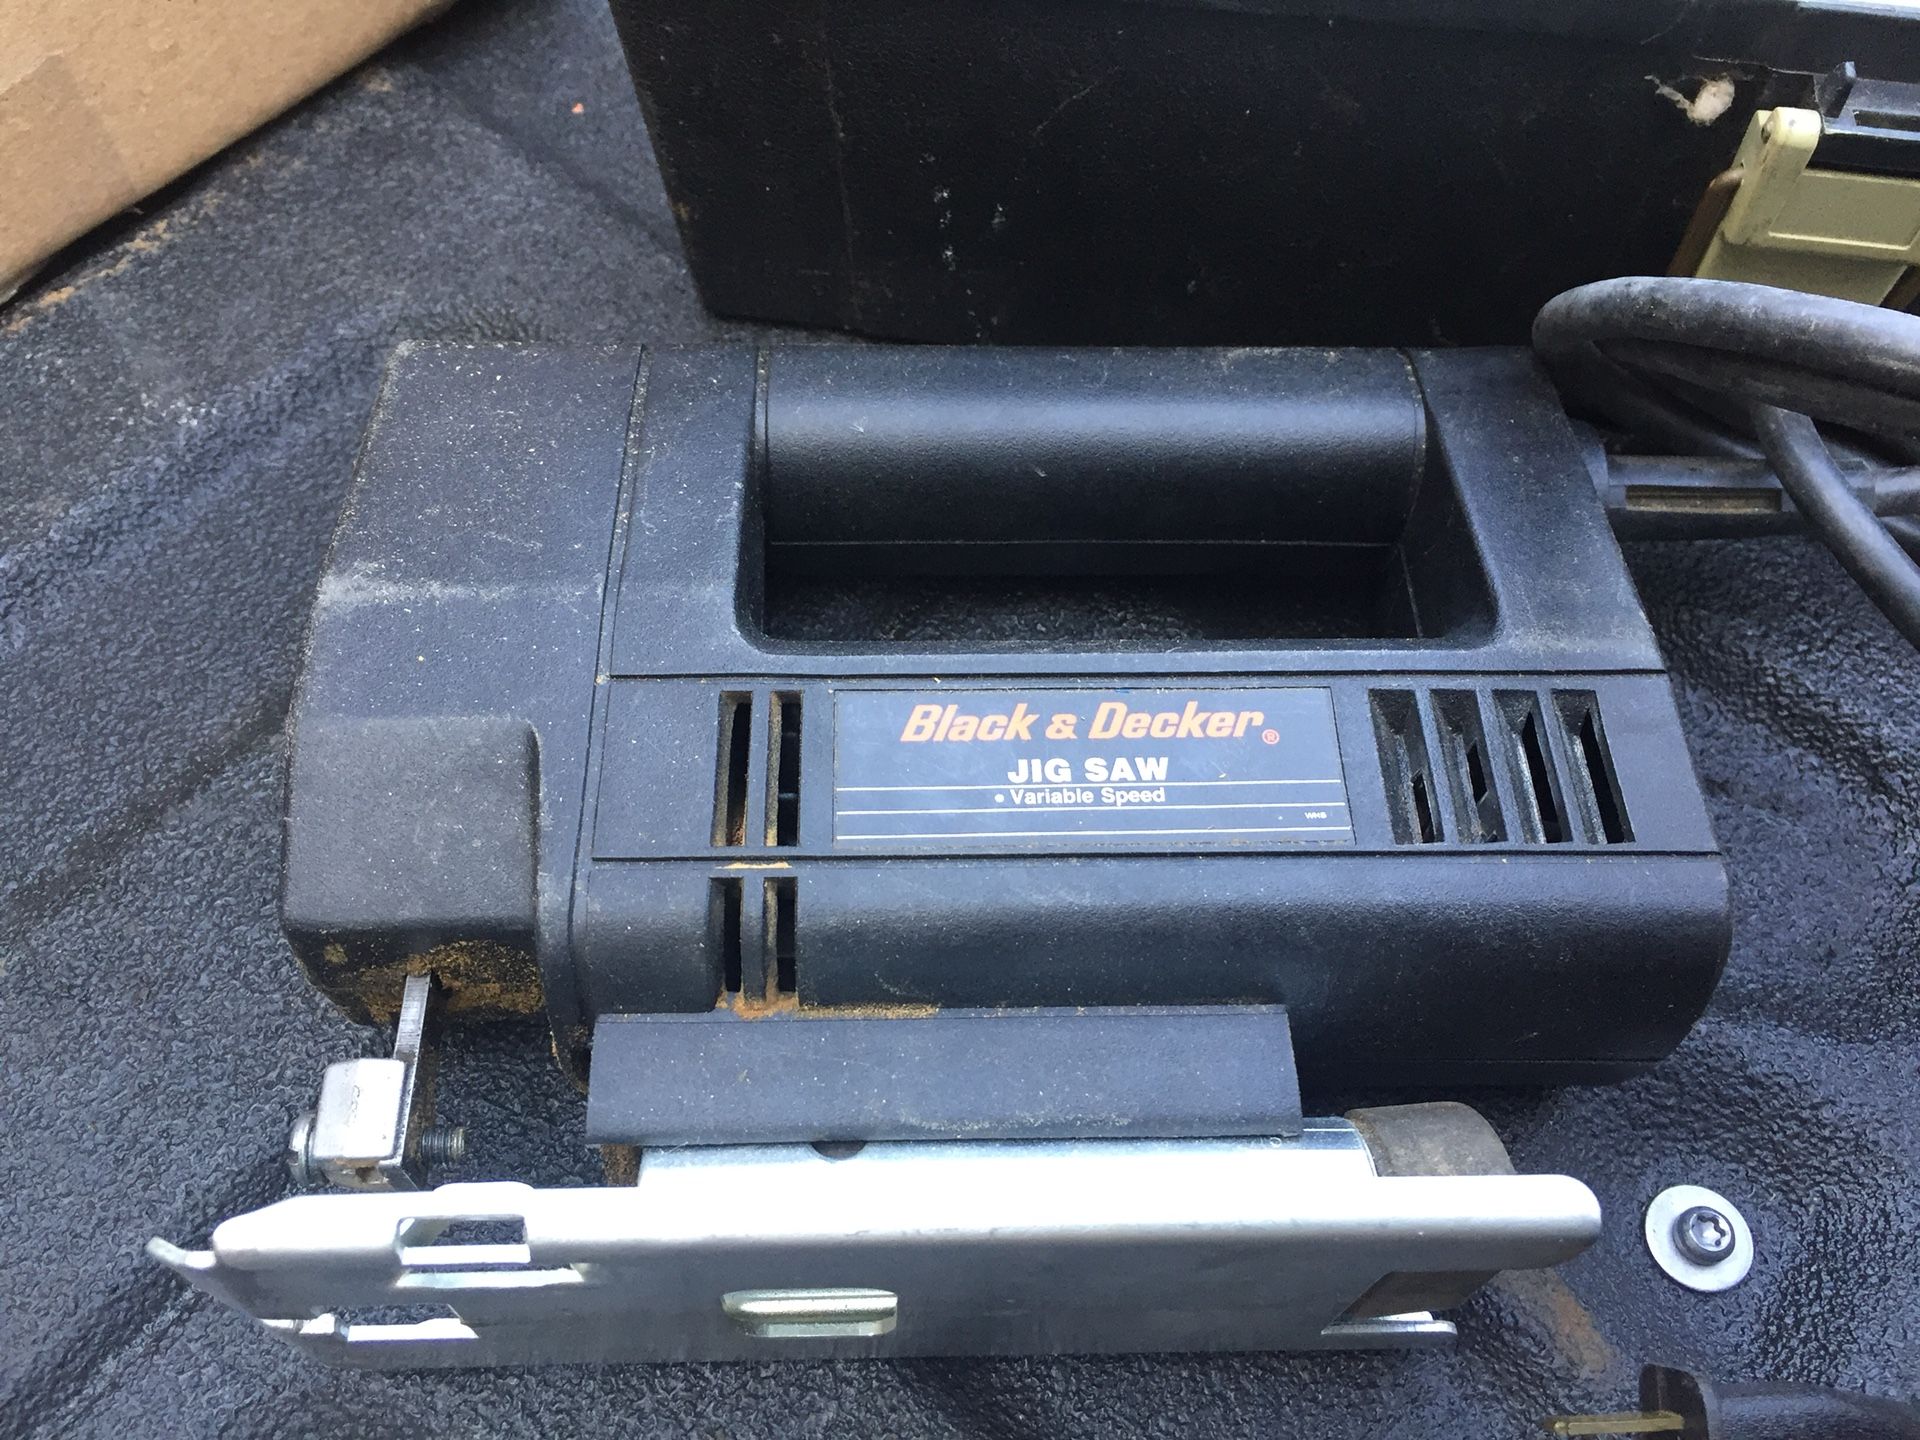 Black & Decker®
JIG SAW
• Variable Speed